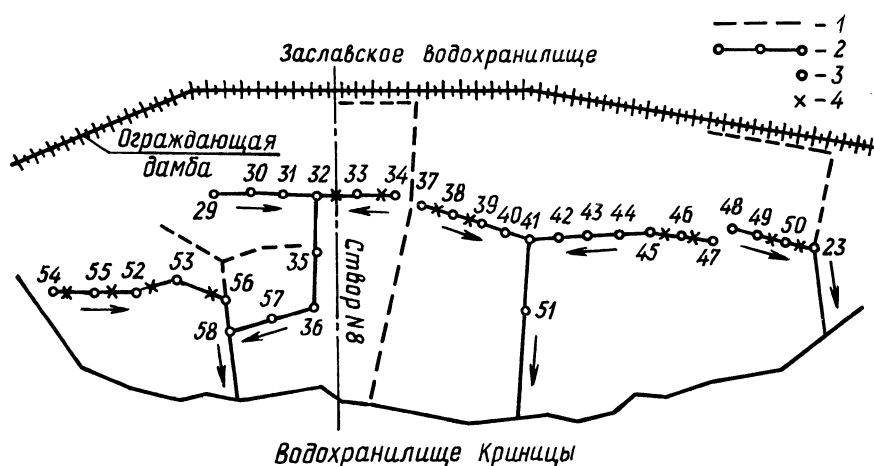 Заславское водохранилище
- 1
- 2
- 3
- 4
Ограждающая
дамба
29 30 31 32 33 34 37 38 39 40 41 42 43 44 45 46 47 48 49 50 23
35
Створ N8
54 55 52 53 56 57 36 58
51
Водохранилище Криницы